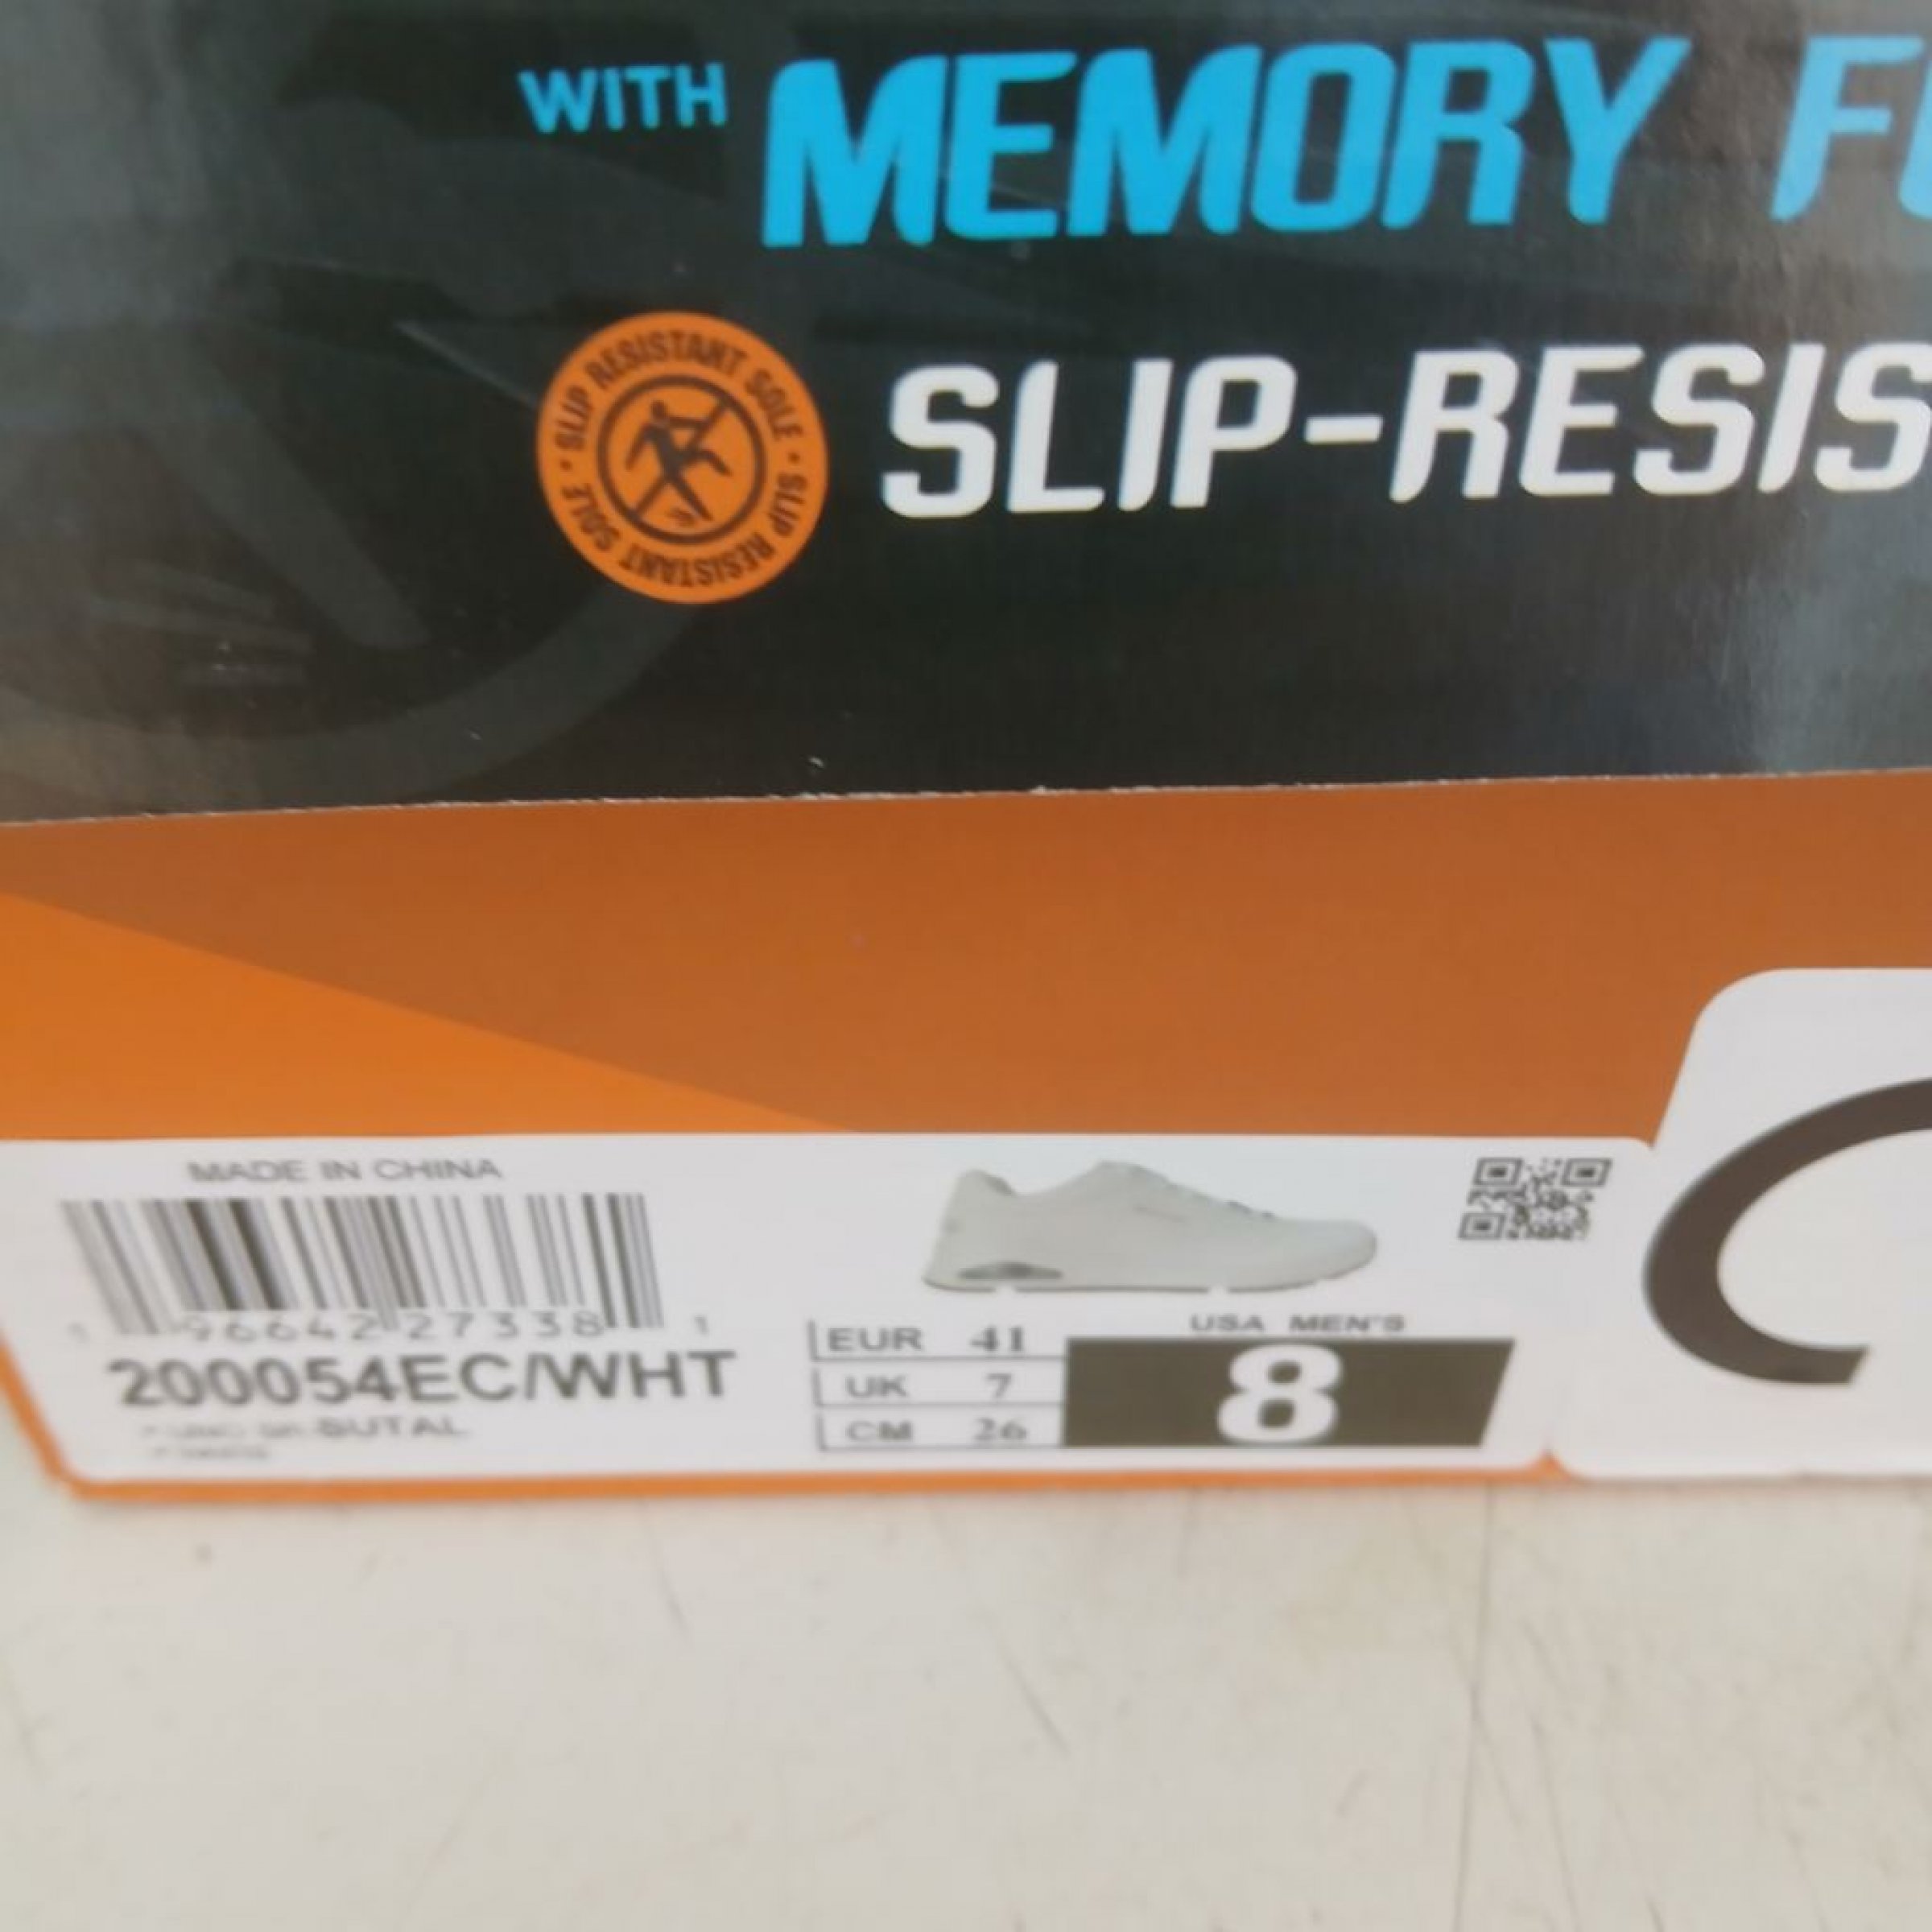 WITH MEMORY F
SLIP RESISTANT SOLE • SLIP RESISTANT SOLE •
SLIP-RESIS
MADE IN CHINA
1 96642 27338 1
200054EC/WHT
SUTAL
USA MEN'S
EUR 41
UK 7
CM 26
8